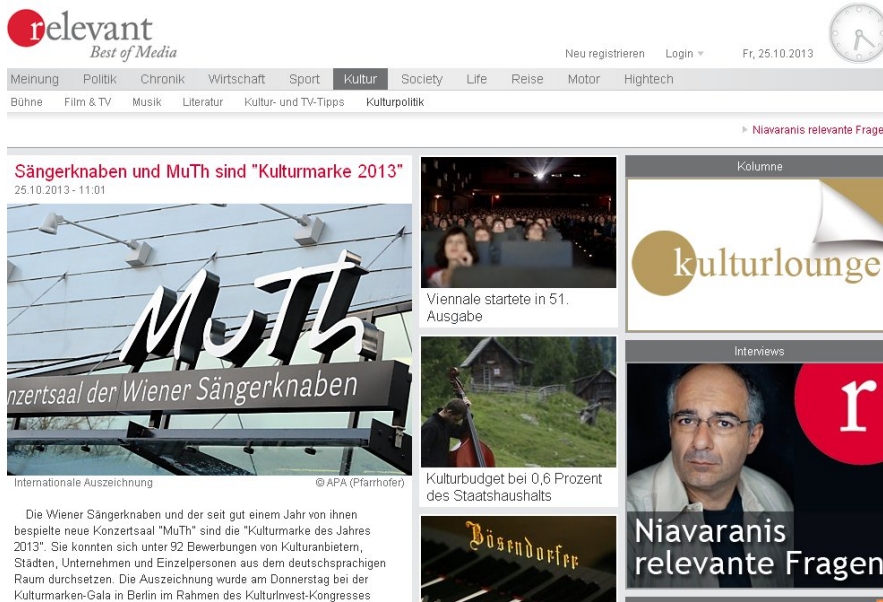 relevant
Best of Media
Neu registrieren Login Fr, 25.10.2013
Meinung Politik Chronik Wirtschaft Sport Kultur Society Life Reise Motor Hightech
Bühne Film & TV Musik Literatur Kultur- und TV-Tipps Kulturpolitik
Niavaranis relevante Frage
Sängerknaben und MuTh sind "Kulturmarke 2013"
25.10.2013 - 11:01
MuTh
nzertsaal der Wiener Sängerknaben
Internationale Auszeichnung © APA (Pfarrhofer)
Die Wiener Sängerknaben und der seit gut einem Jahr von ihnen
bespielte neue Konzertsaal "MuTh" sind die "Kulturmarke des Jahres
2013". Sie konnten sich unter 92 Bewerbungen von Kulturanbietern,
Städten, Unternehmen und Einzelpersonen aus dem deutschsprachigen
Raum durchsetzen. Die Auszeichnung wurde am Donnerstag bei der
Kulturmarken-Gala in Berlin im Rahmen des KulturInvest-Kongresses
Viennale startete in 51.
Ausgabe
Kulturbudget bei 0,6 Prozent
des Staatshaushalts
Bösendorfer
Kolumne
kulturlounge
Interviews
r
Niavaranis
relevante Fragen